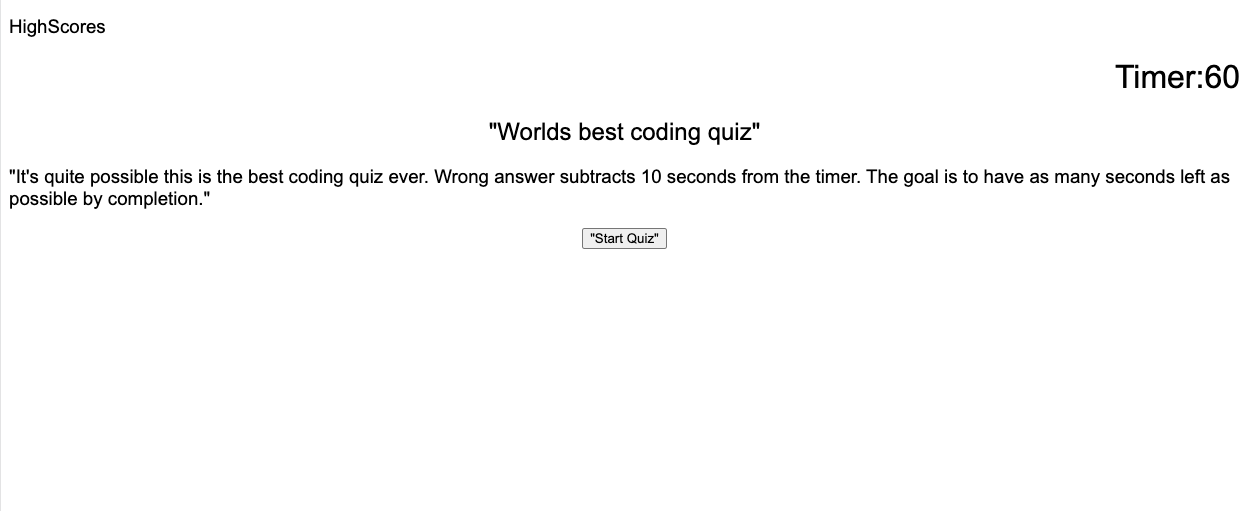 HighScores
Timer:60
"Worlds best coding quiz"
"It's quite possible this is the best coding quiz ever. Wrong answer subtracts 10 seconds from the timer. The goal is to have as many seconds left as
possible by completion."
"Start Quiz"